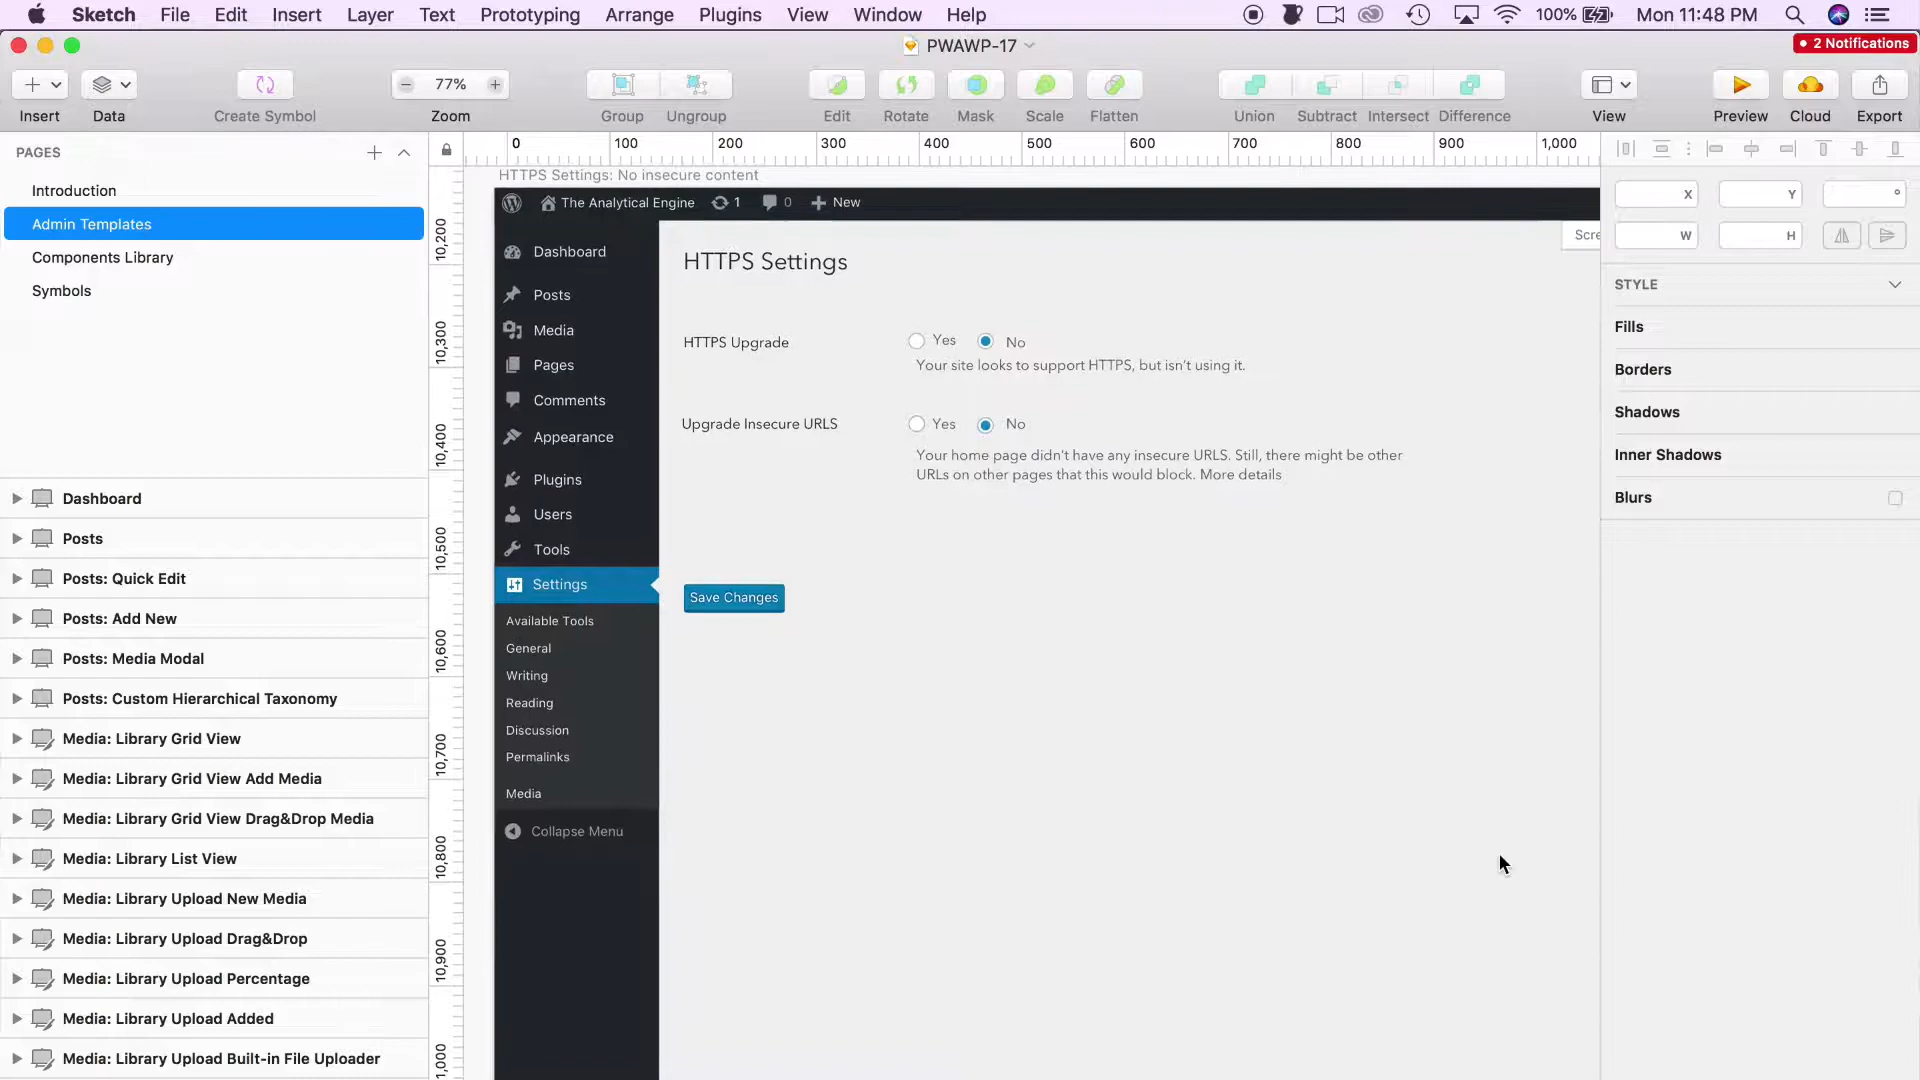 Sketch File Edit Insert Layer Text Prototyping Arrange Plugins View Window Help 100% Mon 11:48 PM
PWAWP-17
2 Notifications
77%
Insert Data Create Symbol Zoom Group Ungroup Edit Rotate Mask Scale Flatten Union Subtract Intersect Difference View Preview Cloud Export
PAGES
Introduction
Admin Templates
Components Library
Symbols
Dashboard
Posts
Posts: Quick Edit
Posts: Add New
Posts: Media Modal
Posts: Custom Hierarchical Taxonomy
Media: Library Grid View
Media: Library Grid View Add Media
Media: Library Grid View Drag&Drop Media
Media: Library List View
Media: Library Upload New Media
Media: Library Upload Drag&Drop
Media: Library Upload Percentage
Media: Library Upload Added
Media: Library Upload Built-in File Uploader
0 100 200 300 400 500 600 700 800 900 1,000
10,200
10,300
10,400
10,500
10,600
10,700
10,800
10,900
HTTPS Settings: No insecure content
The Analytical Engine 1 0 New
Dashboard
Posts
Media
Pages
Comments
Appearance
Plugins
Users
Tools
Settings
Available Tools
General
Writing
Reading
Discussion
Permalinks
Media
Collapse Menu
HTTPS Settings
HTTPS Upgrade
Yes No
Your site looks to support HTTPS, but isn't using it.
Upgrade Insecure URLS
Yes No
Your home page didn't have any insecure URLS. Still, there might be other
URLs on other pages that this would block. More details
Save Changes
X Y °
W H
STYLE
Fills
Borders
Shadows
Inner Shadows
Blurs